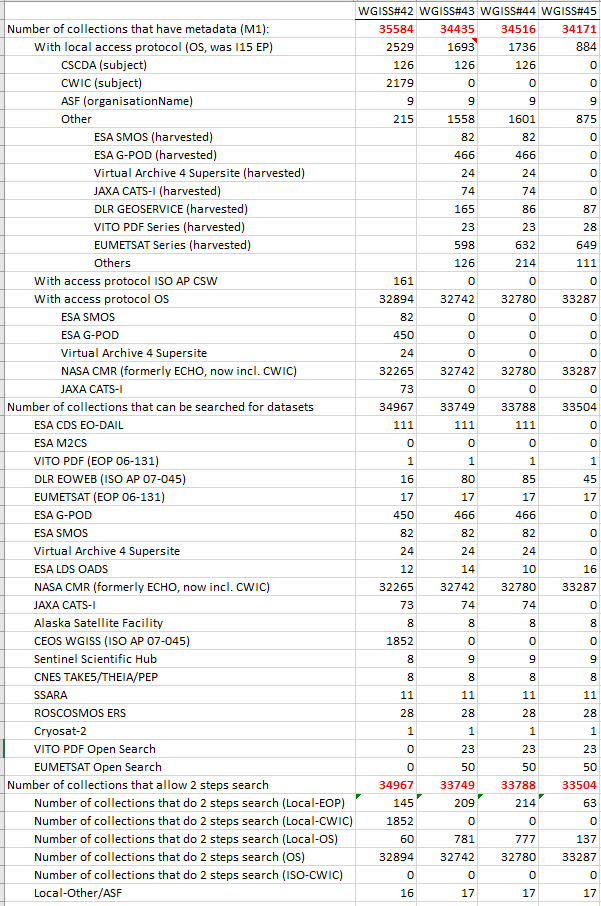 WGISS#42 WGISS#43 WGISS#44 WGISS#45
Number of collections that have metadata (M1): 35584 34435 34516 34171
With local access protocol (OS, was I15 EP) 2529 1693 1736 884
CSCDA (subject) 126 126 126 0
CWIC (subject) 2179 0 0 0
ASF (organisationName) 9 9 9 9
Other 215 1558 1601 875
ESA SMOS (harvested) 82 82 0
ESA G-POD (harvested) 466 466 0
Virtual Archive 4 Supersite (harvested) 24 24 0
JAXA CATS-I (harvested) 74 74 0
DLR GEOSERVICE (harvested) 165 86 87
VITO PDF Series (harvested) 23 23 28
EUMETSAT Series (harvested) 598 632 649
Others 126 214 111
With access protocol ISO AP CSW 161 0 0 0
With access protocol OS 32894 32742 32780 33287
ESA SMOS 82 0 0 0
ESA G-POD 450 0 0 0
Virtual Archive 4 Supersite 24 0 0 0
NASA CMR (formerly ECHO, now incl. CWIC) 32265 32742 32780 33287
JAXA CATS-I 73 0 0 0
Number of collections that can be searched for datasets 34967 33749 33788 33504
ESA CDS EO-DAIL 111 111 111 0
ESA M2CS 0 0 0 0
VITO PDF (EOP 06-131) 1 1 1 1
DLR EOWEB (ISO AP 07-045) 16 80 85 45
EUMETSAT (EOP 06-131) 17 17 17 17
ESA G-POD 450 466 466 0
ESA SMOS 82 82 82 0
Virtual Archive 4 Supersite 24 24 24 0
ESA LDS OADS 12 14 10 16
NASA CMR (formerly ECHO, now incl. CWIC) 32265 32742 32780 33287
JAXA CATS-I 73 74 74 0
Alaska Satellite Facility 8 8 8 8
CEOS WGISS (ISO AP 07-045) 1852 0 0 0
Sentinel Scientific Hub 8 9 9 9
CNES TAKE5/THEIA/PEP 8 8 8 8
SSARA 11 11 11 11
ROSCOSMOS ERS 28 28 28 28
Cryosat-2 1 1 1 1
VITO PDF Open Search 0 23 23 23
EUMETSAT Open Search 0 50 50 50
Number of collections that allow 2 steps search 34967 33749 33788 33504
Number of collections that do 2 steps search (Local-EOP) 145 209 214 63
Number of collections that do 2 steps search (Local-CWIC) 1852 0 0 0
Number of collections that do 2 steps search (Local-OS) 60 781 777 137
Number of collections that do 2 steps search (OS) 32894 32742 32780 33287
Number of collections that do 2 steps search (ISO-CWIC) 0 0 0 0
Local-Other/ASF 16 17 17 17